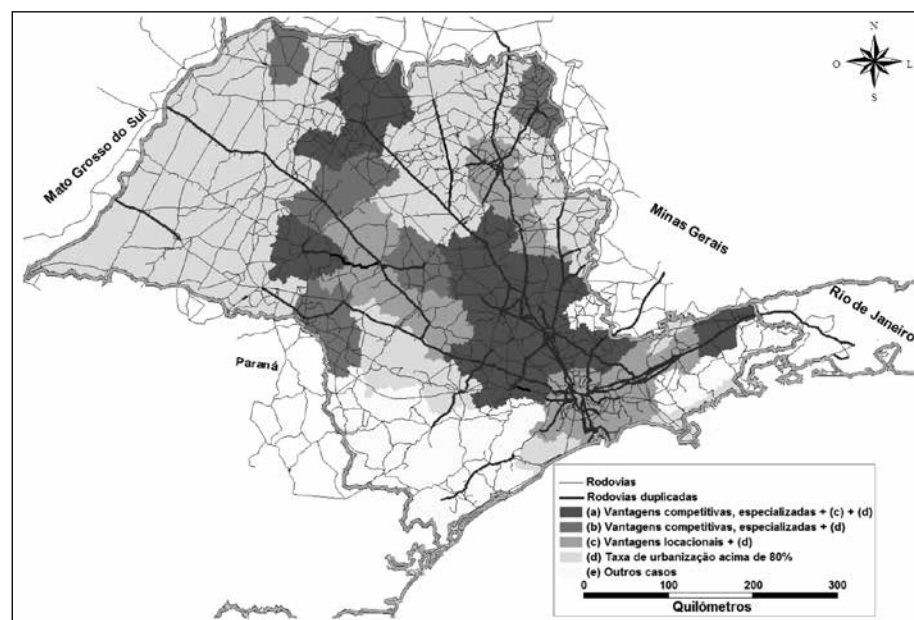 N
O
L
S
Mato Grosso do Sul
Minas Gerais
Rio de Janeiro
Paraná
Rodovias
Rodovias duplicadas
(a) Vantagens competitivas, especializadas + (c) + (d)
(b) Vantagens competitivas, especializadas + (d)
(c) Vantagens locacionais + (d)
(d) Taxa de urbanização acima de 80%
(e) Outros casos
0 100 200 300
Quilómetros